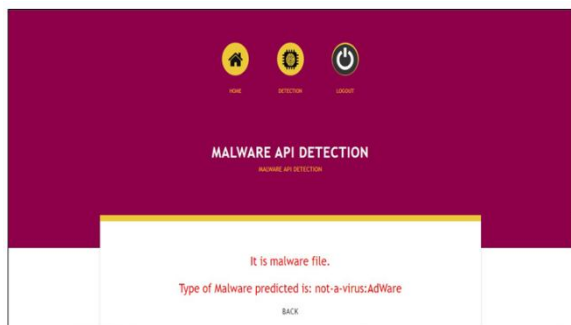 HOME DETECTION LOGOUT
MALWARE API DETECTION
MALWARE API DETECTION
It is malware file.
Type of Malware predicted is: not-a-virus:AdWare
BACK